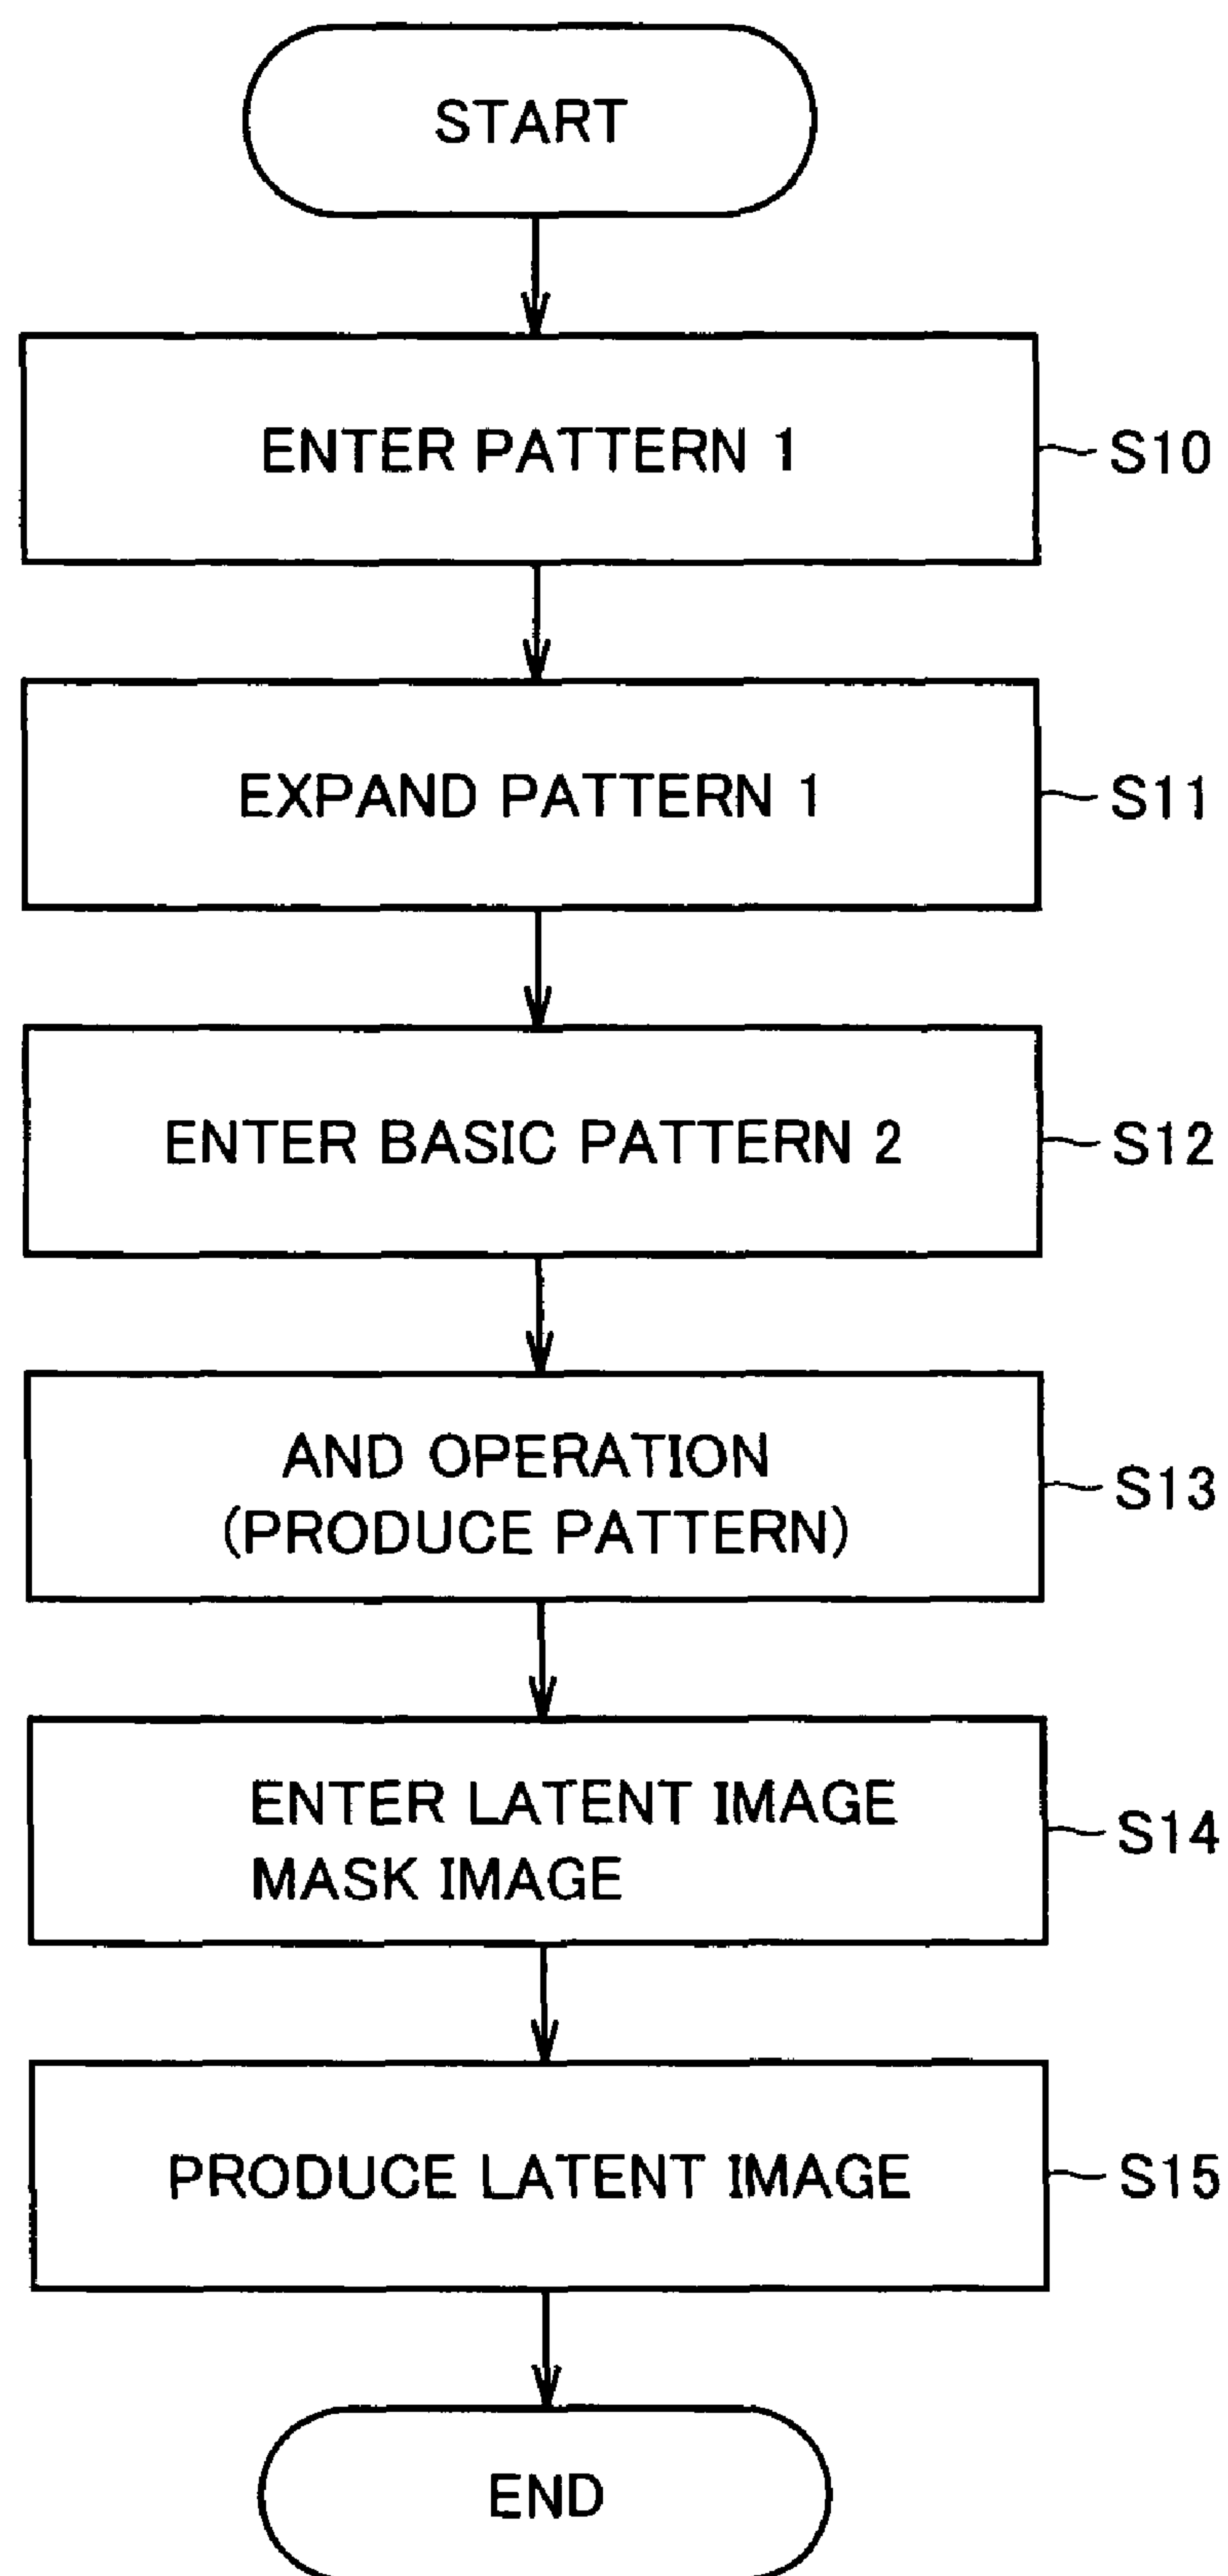 START
ENTER PATTERN 1
S10
EXPAND PATTERN 1
S11
ENTER BASIC PATTERN 2
S12
AND OPERATION
(PRODUCE PATTERN)
S13
ENTER LATENT IMAGE
MASK IMAGE
S14
PRODUCE LATENT IMAGE
S15
END